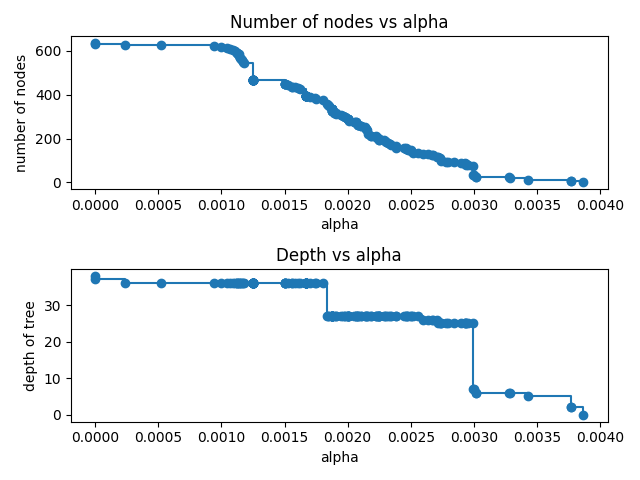 Number of nodes vs alpha
number of nodes
600
400
200
0
0.0000 0.0005 0.0010 0.0015 0.0020 0.0025 0.0030 0.0035 0.0040
alpha
Depth vs alpha
depth of tree
30
20
10
0
0.0000 0.0005 0.0010 0.0015 0.0020 0.0025 0.0030 0.0035 0.0040
alpha